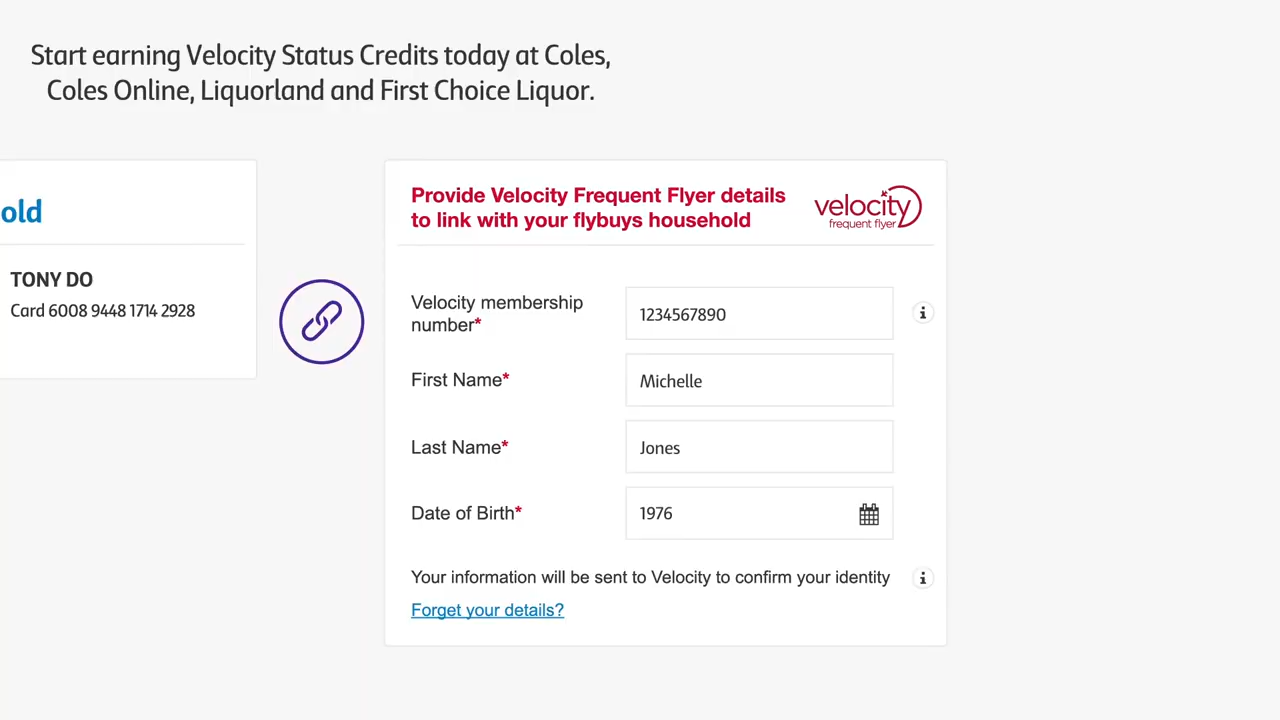 Start earning Velocity Status Credits today at Coles,
Coles Online, Liquorland and First Choice Liquor.
old
TONY DO
Card 6008 9448 1714 2928
Provide Velocity Frequent Flyer details
to link with your flybuys household
velocity
frequent flyer
Velocity membership
number*
1234567890
First Name*
Michelle
Last Name*
Jones
Date of Birth*
1976
Your information will be sent to Velocity to confirm your identity
Forget your details?